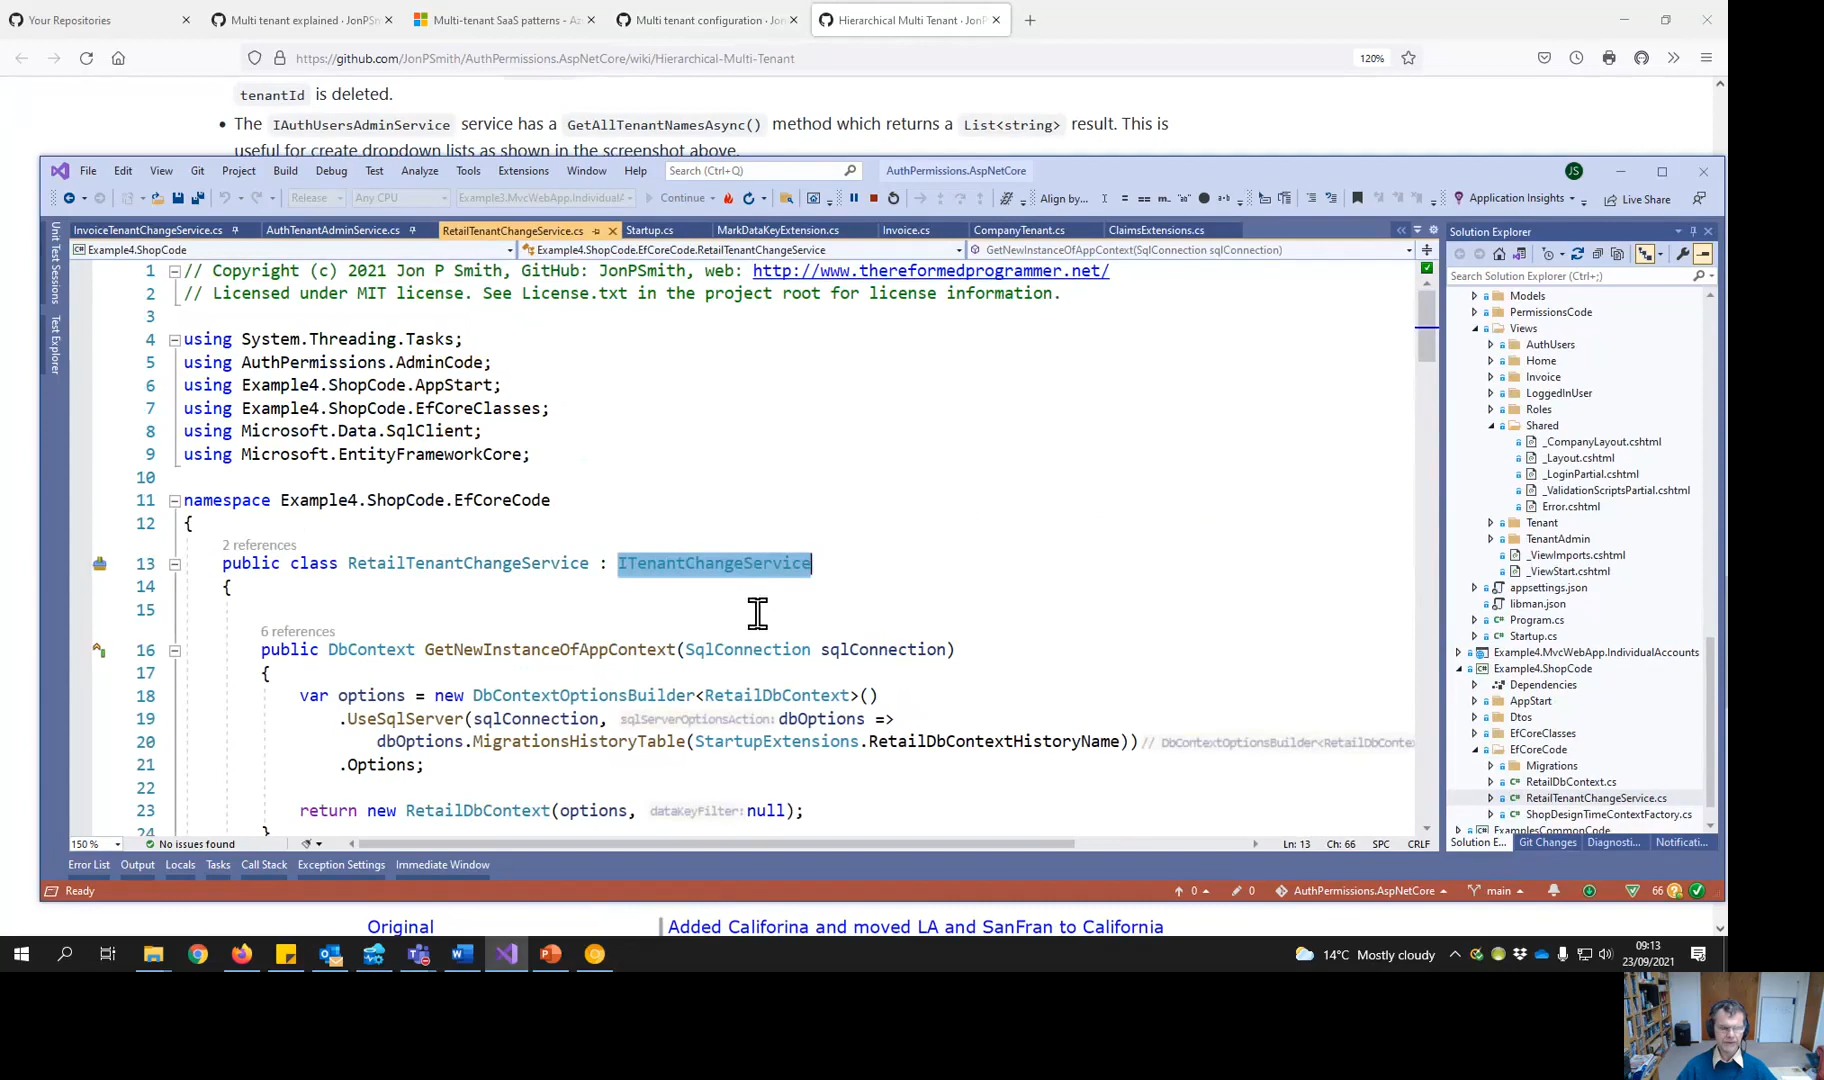 Your Repositories
Multi tenant explained · JonPSm
Multi-tenant SaaS patterns - Az
Multi tenant configuration · Jon
Hierarchical Multi Tenant · JonP
https://github.com/JonPSmith/AuthPermissions.AspNetCore/wiki/Hierarchical-Multi-Tenant
120%
tenantId is deleted.
The IAuthUsersAdminService service has a GetAllTenantNamesAsync() method which returns a List<string> result. This is
useful for create dropdown lists as shown in the screenshot above.
File Edit View Git Project Build Debug Test Analyze Tools Extensions Window Help Search (Ctrl+Q) AuthPermissions.AspNetCore JS
Release Any CPU Example3.MvcWebApp.IndividualA Continue Align by... Application Insights Live Share
InvoiceTenantChangeService.cs AuthTenantAdminService.cs RetailTenantChangeService.cs Startup.cs MarkDataKeyExtension.cs Invoice.cs CompanyTenant.cs ClaimsExtensions.cs
Example4.ShopCode Example4.ShopCode.EfCoreCode.RetailTenantChangeService GetNewInstanceOfAppContext(SqlConnection sqlConnection)
Unit Test Sessions
Test Explorer
1 // Copyright (c) 2021 Jon P Smith, GitHub: JonPSmith, web: http://www.thereformedprogrammer.net/
2 // Licensed under MIT license. See License.txt in the project root for license information.
3
4 using System.Threading.Tasks;
5 using AuthPermissions.AdminCode;
6 using Example4.ShopCode.AppStart;
7 using Example4.ShopCode.EfCoreClasses;
8 using Microsoft.Data.SqlClient;
9 using Microsoft.EntityFrameworkCore;
10
11 namespace Example4.ShopCode.EfCoreCode
12 {
2 references
13 public class RetailTenantChangeService : ITenantChangeService
14 {
15
6 references
16 public DbContext GetNewInstanceOfAppContext(SqlConnection sqlConnection)
17 {
18 var options = new DbContextOptionsBuilder<RetailDbContext>()
19 .UseSqlServer(sqlConnection, sqlServerOptionsAction: dbOptions =>
20 dbOptions.MigrationsHistoryTable(StartupExtensions.RetailDbContextHistoryName)) // DbContextOptionsBuilder<RetailDbConte
21 .Options;
22
23 return new RetailDbContext(options, dataKeyFilter: null);
24 }
Solution Explorer
Search Solution Explorer (Ctrl+;)
Models
PermissionsCode
Views
AuthUsers
Home
Invoice
LoggedInUser
Roles
Shared
_CompanyLayout.cshtml
_Layout.cshtml
_LoginPartial.cshtml
_ValidationScriptsPartial.cshtml
Error.cshtml
Tenant
TenantAdmin
_ViewImports.cshtml
_ViewStart.cshtml
appsettings.json
libman.json
Program.cs
Startup.cs
Example4.MvcWebApp.IndividualAccounts
Example4.ShopCode
Dependencies
AppStart
Dtos
EfCoreClasses
EfCoreCode
Migrations
RetailDbContext.cs
RetailTenantChangeService.cs
ShopDesignTimeContextFactory.cs
ExamplesCommonCode
Solution E... Git Changes Diagnosti... Notificati...
150 % No issues found Ln: 13 Ch: 66 SPC CRLF
Error List Output Locals Tasks Call Stack Exception Settings Immediate Window
Ready 0 0 AuthPermissions.AspNetCore main 66
Original Added Califorina and moved LA and SanFran to California
14°C Mostly cloudy
09:13
23/09/2021